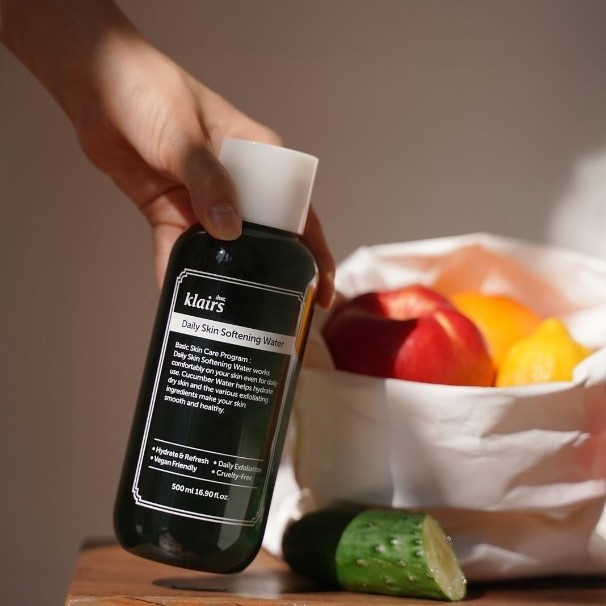 dear,
klairs
Daily Skin Softening Water
Basic Skin Care Program :
Daily Skin Softening Water works
comfortably on your skin even for daily
use. Cucumber Water helps hydrate
dry skin and the various exfoliating
ingredients make your skin
smooth and healthy.
• Hydrate & Refresh • Daily Exfoliation
• Vegan Friendly • Cruelty-Free
500 ml 16.90 fl.oz.